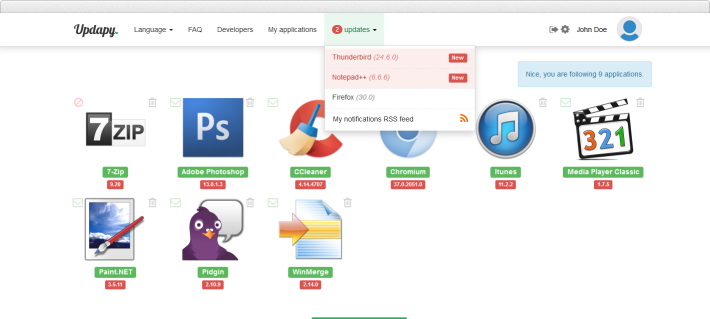 Updapy.
Language
FAQ
Developers
My applications
2 updates
John Doe
Thunderbird (24.6.0) New
Notepad++ (6.6.6) New
Firefox (30.0)
My notifications RSS feed
Nice, you are following 9 applications.
7 ZIP
Ps
321
7-Zip
Adobe Photoshop
CCleaner
Chromium
Itunes
Media Player Classic
9.20
13.0.1.3
4.14.4707
37.0.2051.0
11.2.2
1.7.5
Paint.NET
Pidgin
WinMerge
3.5.11
2.10.9
2.14.0